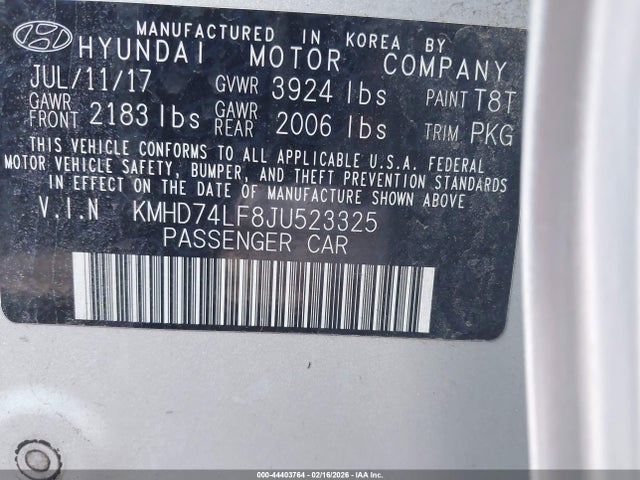 MANUFACTURED IN KOREA BY
HYUNDAI MOTOR COMPANY
JUL/11/17 GVWR 3924 lbs PAINT T8T
GAWR FRONT 2183 lbs GAWR REAR 2006 lbs TRIM PKG
THIS VEHICLE CONFORMS TO ALL APPLICABLE U.S.A. FEDERAL
MOTOR VEHICLE SAFETY, BUMPER, AND THEFT PREVENTION STANDARDS
IN EFFECT ON THE DATE OF MANUFACTURE SHOWN ABOVE.
V.I.N KMHD74LF8JU523325
PASSENGER CAR
000-44403764 - 02/16/2026 - IAA Inc.